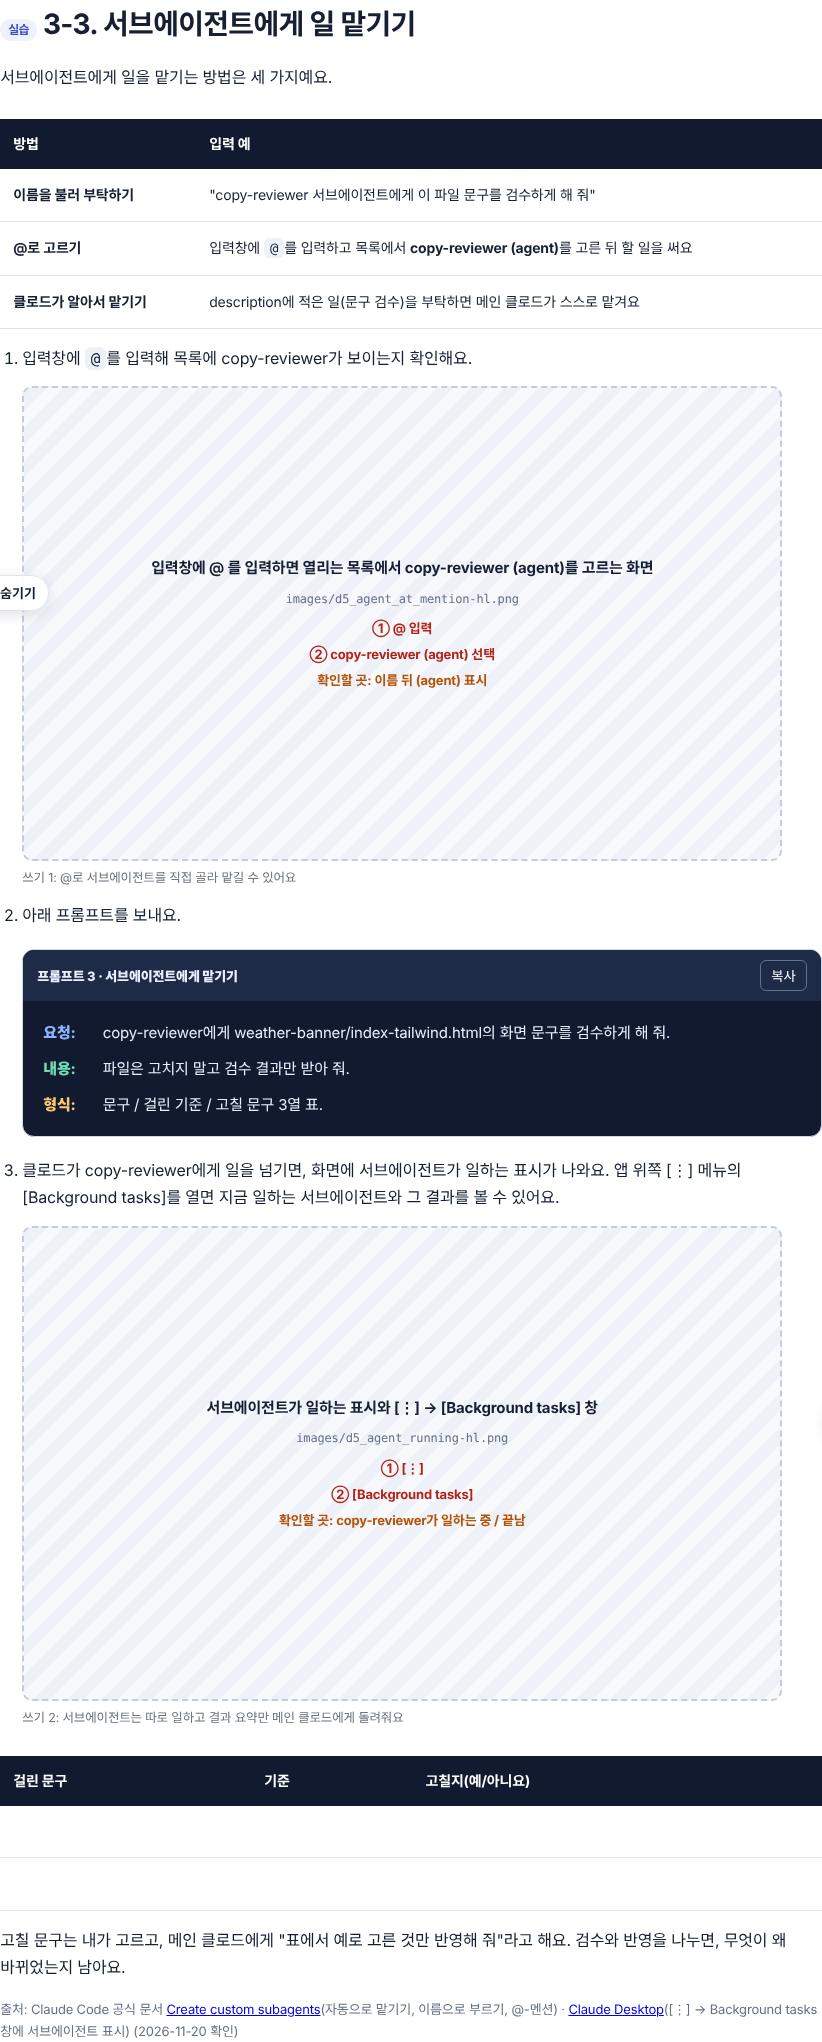 실습 3-3. 서브에이전트에게 일 맡기기
서브에이전트에게 일을 맡기는 방법은 세 가지예요.
방법 입력 예
이름을 불러 부탁하기 "copy-reviewer 서브에이전트에게 이 파일 문구를 검수하게 해 줘"
@로 고르기 입력창에 @를 입력하고 목록에서 copy-reviewer (agent)를 고른 뒤 할 일을 써요
클로드가 알아서 맡기기 description에 적은 일(문구 검수)을 부탁하면 메인 클로드가 스스로 맡겨요
1. 입력창에 @를 입력해 목록에 copy-reviewer가 보이는지 확인해요.
입력창에 @ 를 입력하면 열리는 목록에서 copy-reviewer (agent)를 고르는 화면
숨기기
images/d5_agent_at_mention-hl.png
① @ 입력
② copy-reviewer (agent) 선택
확인할 곳: 이름 뒤 (agent) 표시
쓰기 1: @로 서브에이전트를 직접 골라 맡길 수 있어요
2. 아래 프롬프트를 보내요.
프롬프트 3 · 서브에이전트에게 맡기기 복사
요청: copy-reviewer에게 weather-banner/index-tailwind.html의 화면 문구를 검수하게 해 줘.
내용: 파일은 고치지 말고 검수 결과만 받아 줘.
형식: 문구 / 걸린 기준 / 고칠 문구 3열 표.
3. 클로드가 copy-reviewer에게 일을 넘기면, 화면에 서브에이전트가 일하는 표시가 나와요. 앱 위쪽 [⋮] 메뉴의
[Background tasks]를 열면 지금 일하는 서브에이전트와 그 결과를 볼 수 있어요.
서브에이전트가 일하는 표시와 [⋮] → [Background tasks] 창
images/d5_agent_running-hl.png
① [⋮]
② [Background tasks]
확인할 곳: copy-reviewer가 일하는 중 / 끝남
쓰기 2: 서브에이전트는 따로 일하고 결과 요약만 메인 클로드에게 돌려줘요
걸린 문구 기준 고칠지(예/아니요)
고칠 문구는 내가 고르고, 메인 클로드에게 "표에서 예로 고른 것만 반영해 줘"라고 해요. 검수와 반영을 나누면, 무엇이 왜
바뀌었는지 남아요.
출처: Claude Code 공식 문서 Create custom subagents(자동으로 맡기기, 이름으로 부르기, @-멘션) · Claude Desktop([⋮] → Background tasks
창에 서브에이전트 표시) (2026-11-20 확인)